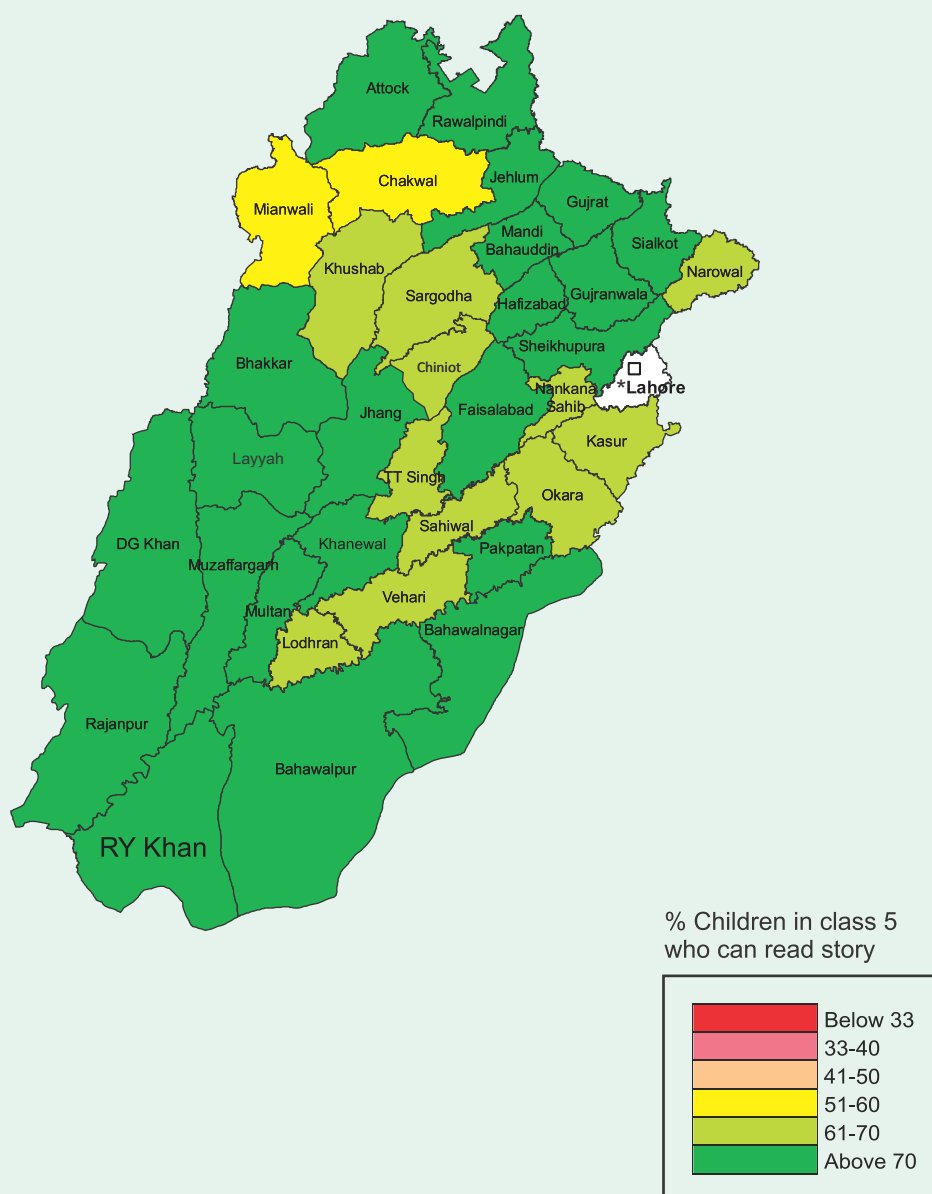 Attock
Rawalpindi
Chakwal
Jehlum
Mianwali
Gujrat
Mandi
Bahauddin
Sialkot
Khushab
Narowal
Sargodha
Hafizabad
Gujranwala
Sheikhupura
Bhakkar
Chiniot
*Lahore
Nankana
Sahib
Jhang
Faisalabad
Kasur
Layyah
TT Singh
Okara
Sahiwal
DG Khan
Khanewal
Pakpatan
Muzaffargarh
Vehari
Multan
Bahawalnagar
Lodhran
Rajanpur
Bahawalpur
RY Khan
% Children in class 5
who can read story
Below 33
33-40
41-50
51-60
61-70
Above 70